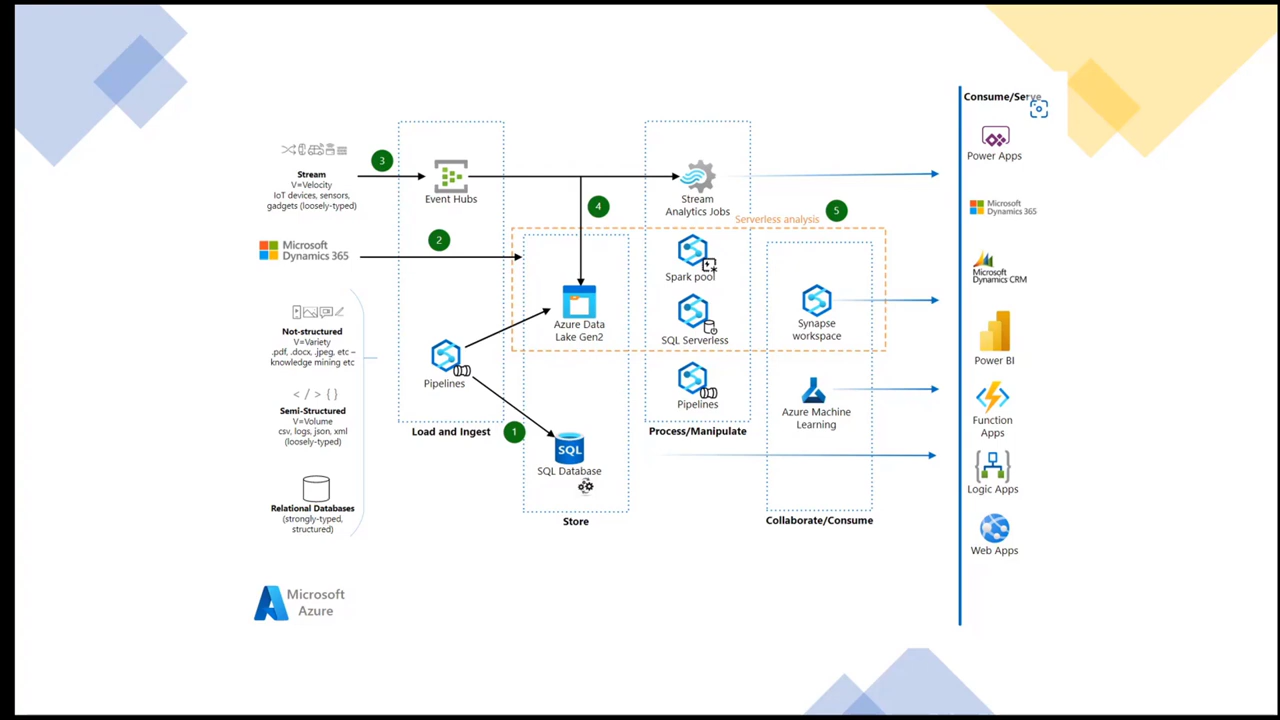 Consume/Serve
Power Apps
Microsoft
Dynamics 365
Microsoft
Dynamics CRM
Power BI
Function
Apps
Logic Apps
Web Apps
3
Stream
V=Velocity
IoT devices, sensors,
gadgets (loosely-typed)
Event Hubs
4
Stream
Analytics Jobs
Serverless analysis
5
2
Microsoft
Dynamics 365
Spark pool
Azure Data
Lake Gen2
SQL Serverless
Synapse
workspace
Not-structured
V=Variety
.pdf, .docx, .jpeg, etc –
knowledge mining etc
Pipelines
Pipelines
Azure Machine
Learning
< / > { }
Semi-Structured
V=Volume
csv, logs, json, xml
(loosely-typed)
Load and Ingest
1
SQL
SQL Database
Process/Manipulate
Relational Databases
(strongly-typed,
structured)
Store
Collaborate/Consume
Microsoft
Azure